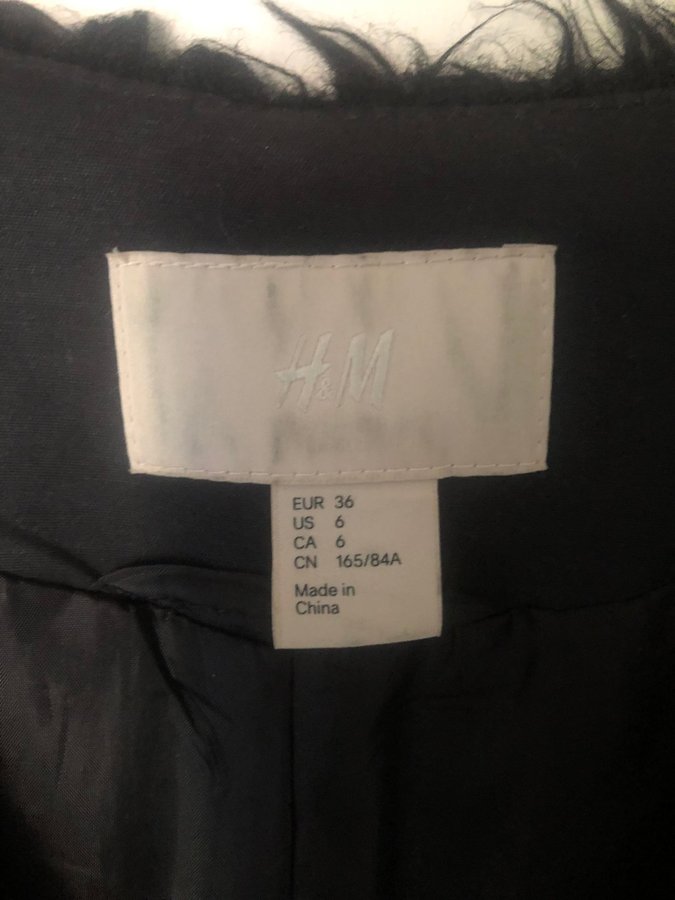 H&M
EUR 36
US 6
CA 6
CN 165/84A
Made in
China